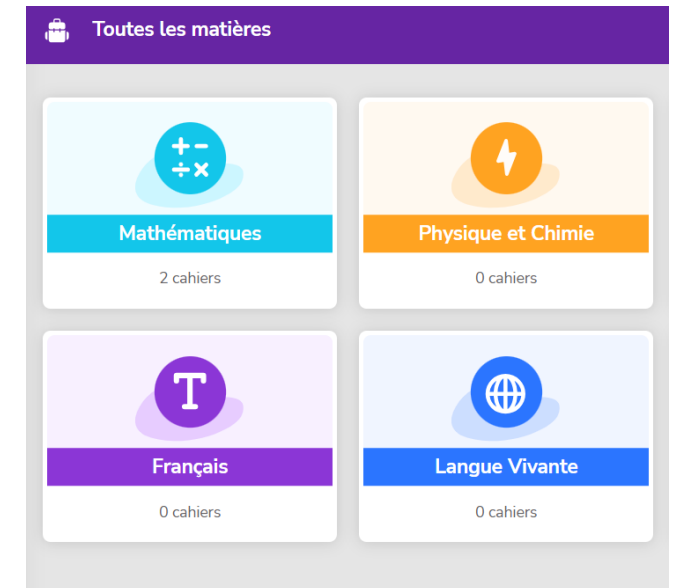 Toutes les matières
Mathématiques
2 cahiers
Physique et Chimie
0 cahiers
Français
0 cahiers
Langue Vivante
0 cahiers